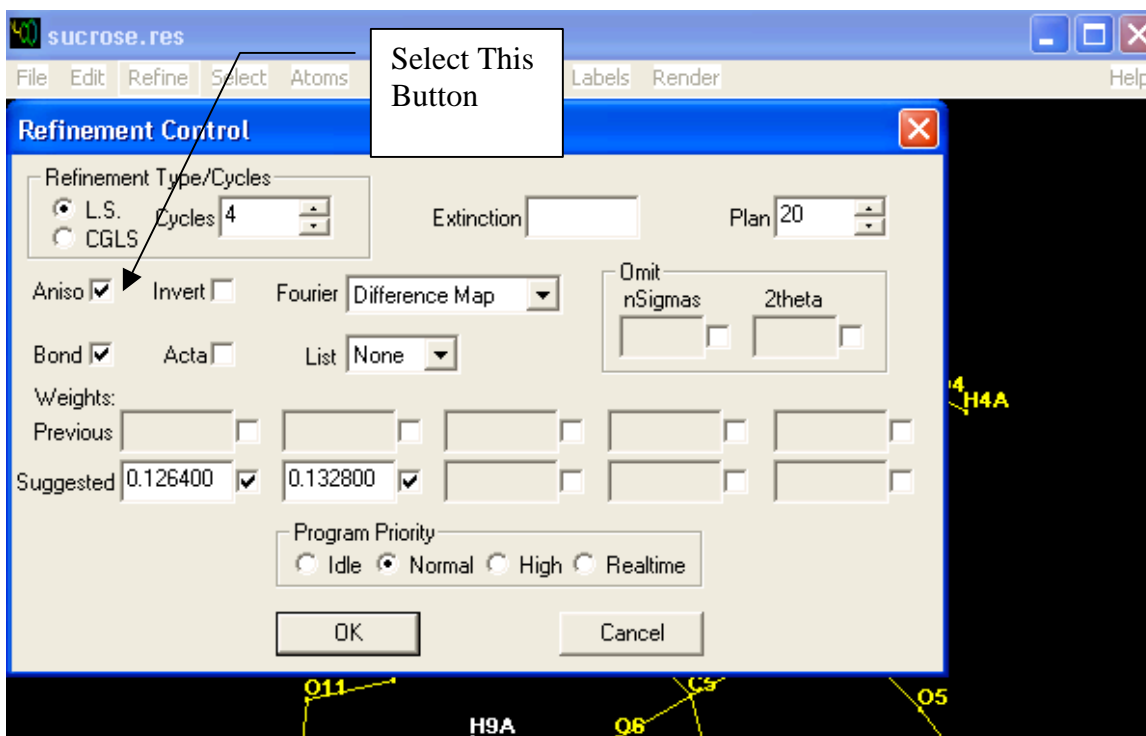 sucrose.res
Select This
Button
File Edit Refine Select Atoms Labels Render Help
Refinement Control
Refinement Type/Cycles
L.S. Cycles 4
CGLS
Extinction Plan 20
Aniso Invert Fourier Difference Map
Omit
nSigmas 2theta
Bond Acta List None
Weights:
Previous
Suggested 0.126400 0.132800
H4A
Program Priority
Idle Normal High Realtime
OK Cancel
O11 O5
H9A O6